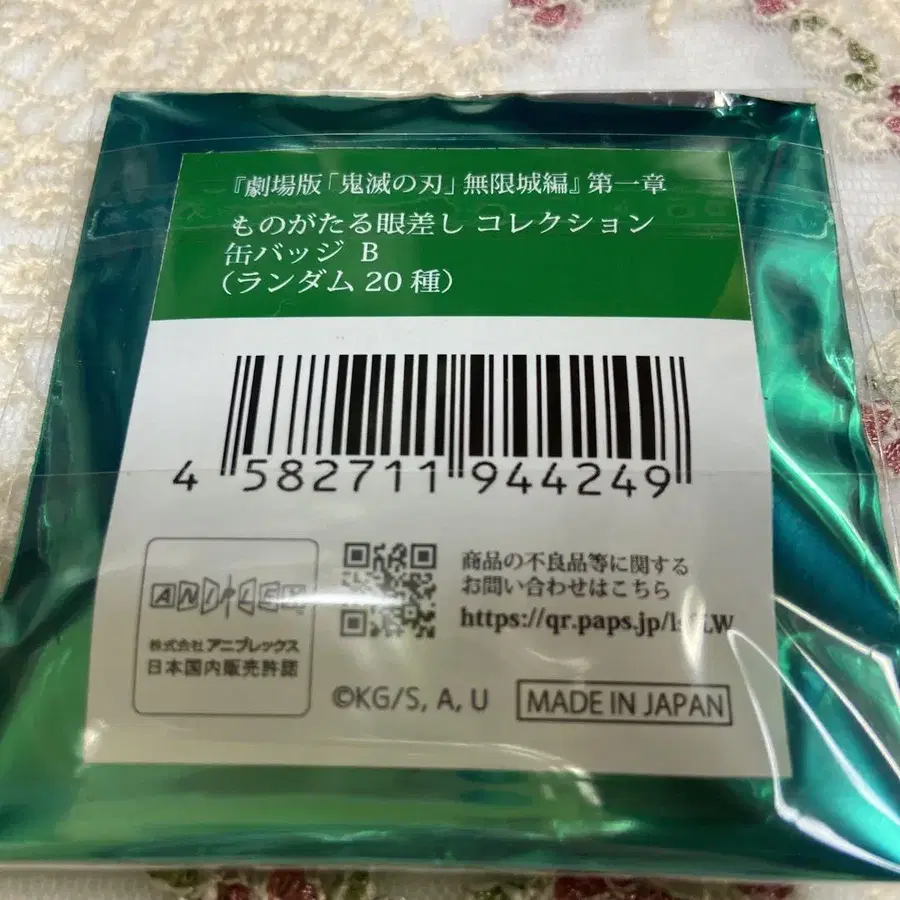 『劇場版「鬼滅の刃」無限城編』第一章
ものがたる眼差し コレクション
缶バッジ B
(ランダム 20 種)
4 582711 944249
ANIPLEX
商品の不良品等に関する
お問い合わせはこちら
株式会社 アニプレックス
日本国内販売許諾
©KG/S, A, U
MADE IN JAPAN